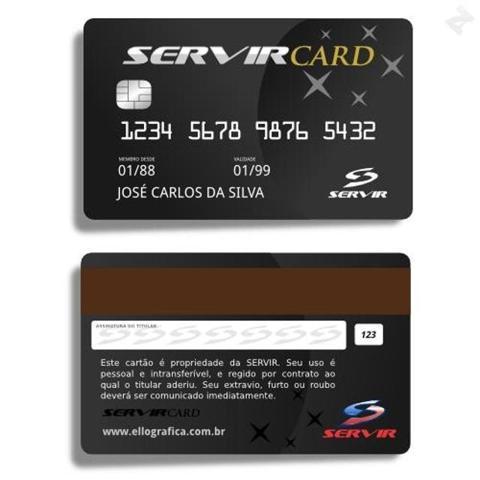 SERVIRCARD
1234 5678 9876 5432
MEMBRO DESDE VALIDADE
01/88 01/99
JOSÉ CARLOS DA SILVA
SERVIR
ASSINATURA DO TITULAR
123
Este cartão é propriedade da SERVIR. Seu uso é
pessoal e intransferível, e regido por contrato ao
qual o titular aderiu. Seu extravio, furto ou roubo
deverá ser comunicado imediatamente.
SERVIRCARD
www.ellografica.com.br
SERVIR